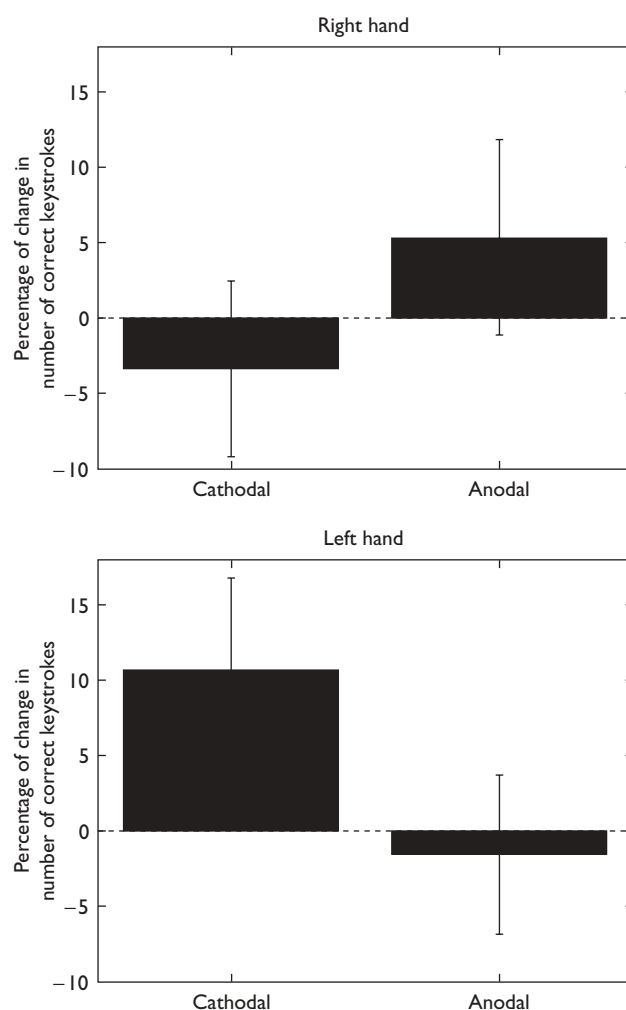 Right hand
Percentage of change in
number of correct keystrokes
15
10
5
0
−5
−10
Cathodal Anodal
Left hand
Percentage of change in
number of correct keystrokes
15
10
5
0
−5
−10
Cathodal Anodal